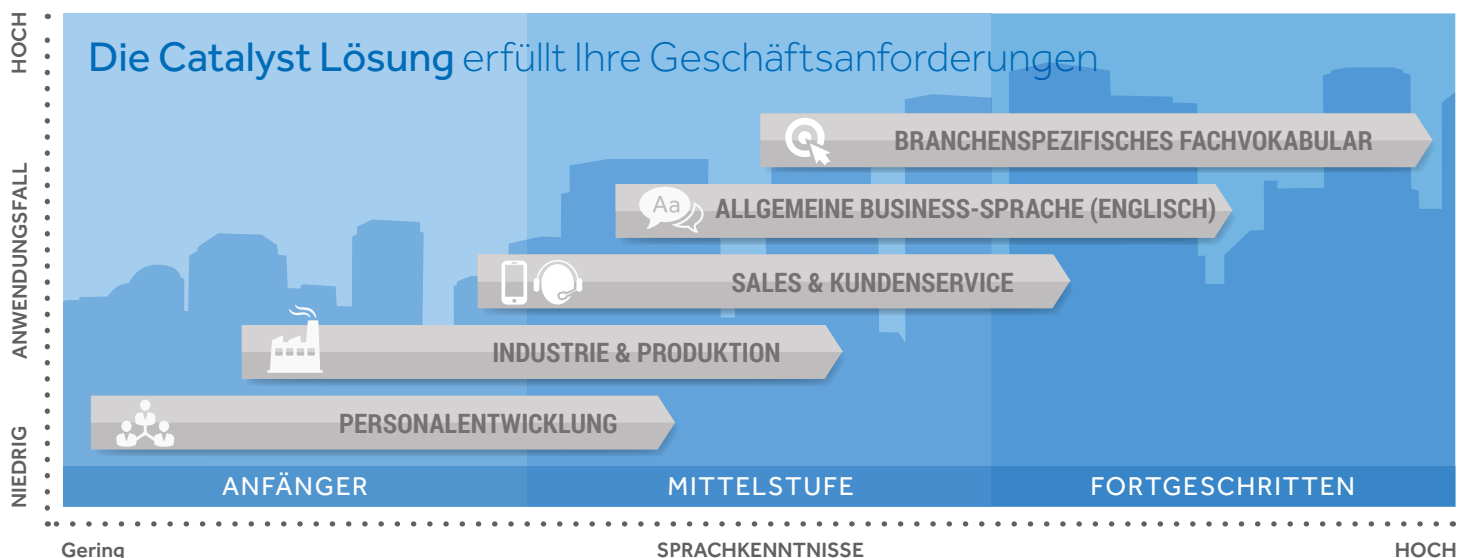 HOCH
ANWENDUNGSFALL
NIEDRIG
Die Catalyst Lösung erfüllt Ihre Geschäftsanforderungen
BRANCHENSPEZIFISCHES FACHVOKABULAR
Aa
ALLGEMEINE BUSINESS-SPRACHE (ENGLISCH)
SALES & KUNDENSERVICE
INDUSTRIE & PRODUKTION
PERSONALENTWICKLUNG
ANFÄNGER
MITTELSTUFE
FORTGESCHRITTEN
Gering
SPRACHKENNTNISSE
HOCH